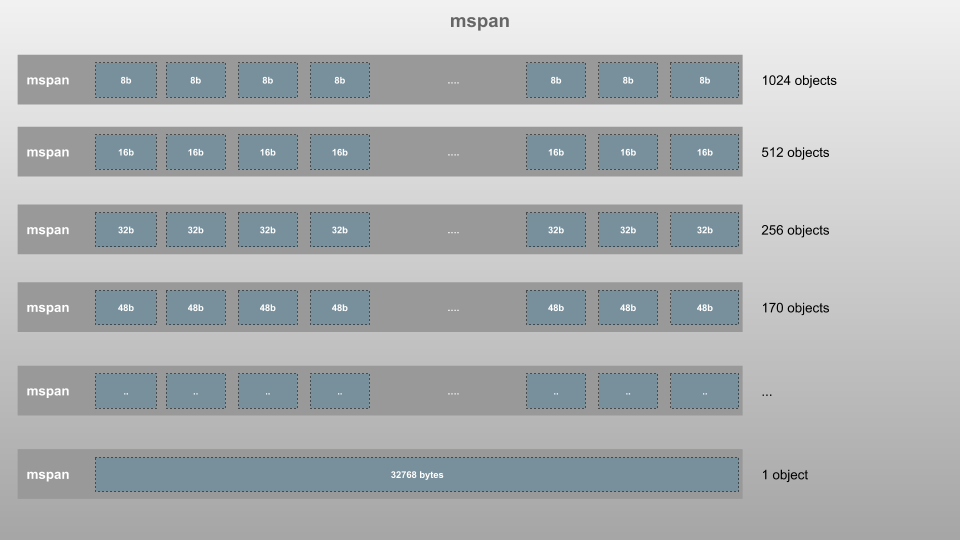 mspan
mspan 8b 8b 8b 8b .... 8b 8b 8b 1024 objects
mspan 16b 16b 16b 16b .... 16b 16b 16b 512 objects
mspan 32b 32b 32b 32b .... 32b 32b 32b 256 objects
mspan 48b 48b 48b 48b .... 48b 48b 48b 170 objects
mspan .. .. .. .. .... .. .. .. ...
mspan 32768 bytes 1 object